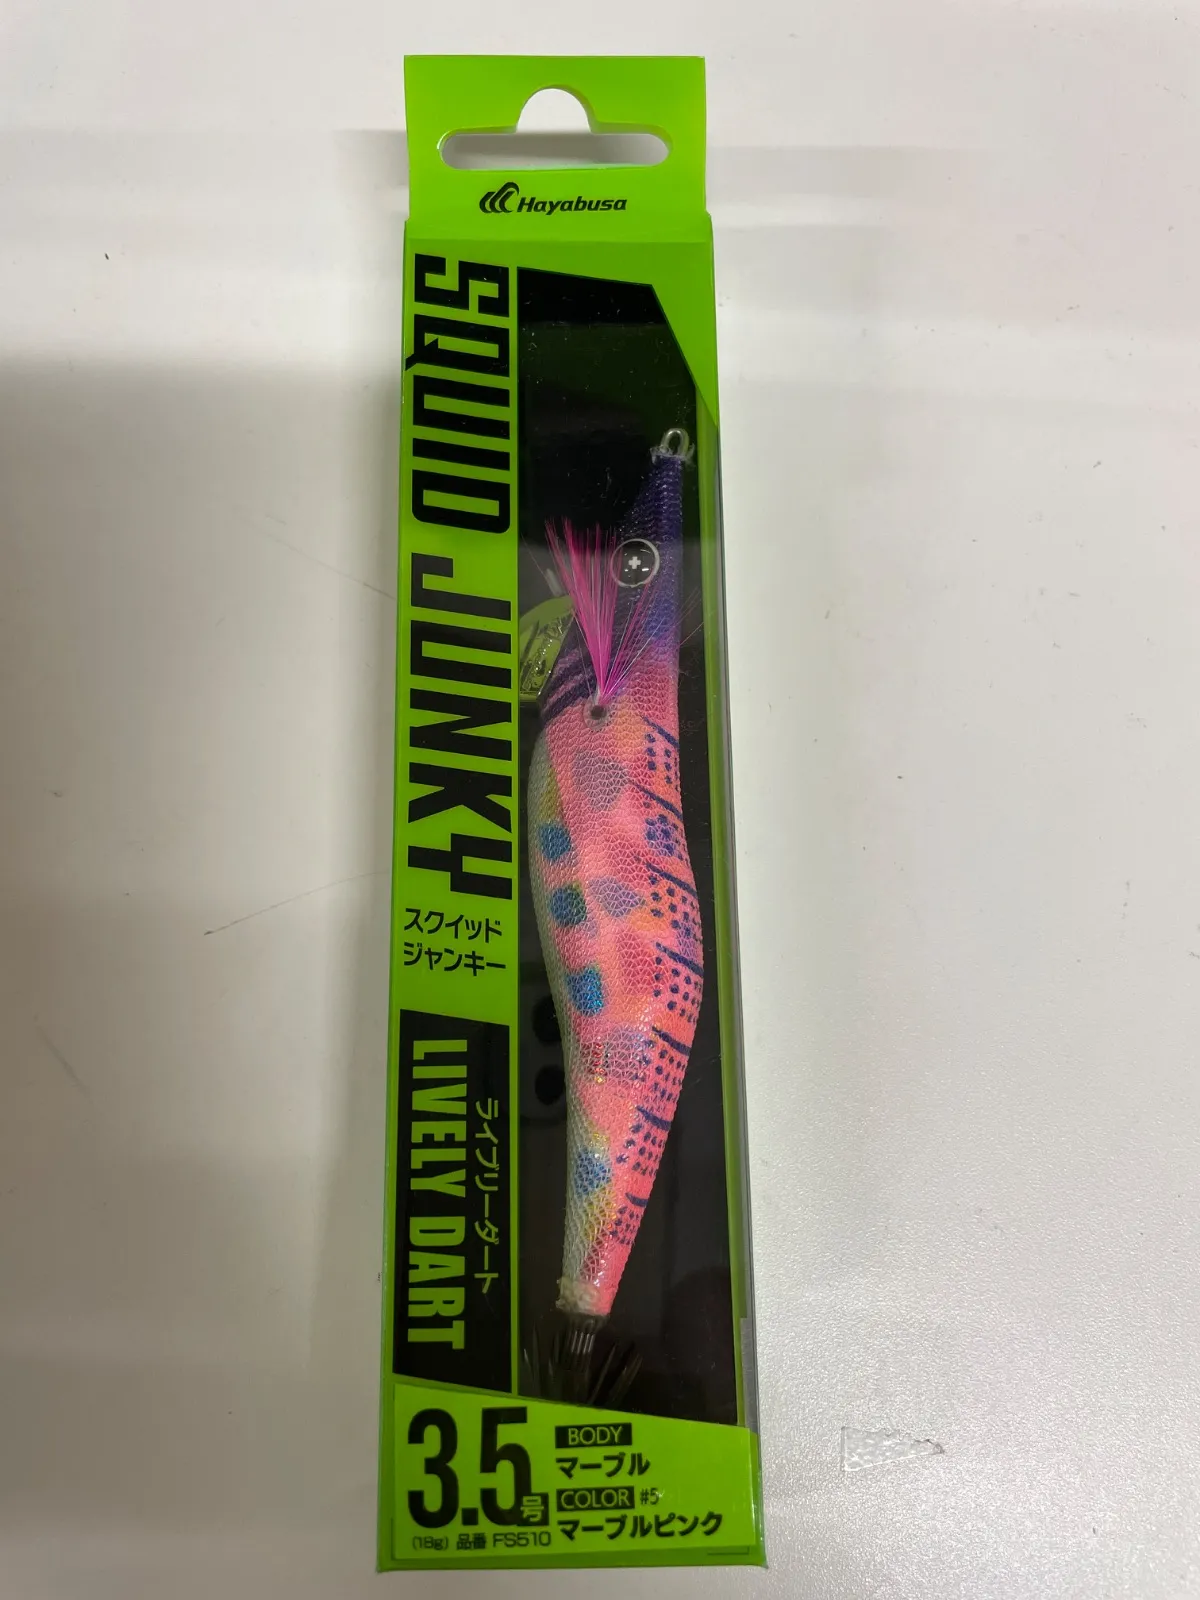 Hayabusa
SQUID JUNKY
スクイッド
ジャンキー
ライブリーダート
LIVELY DART
3.5号
(18g) 品番 FS510
BODY
マーブル
COLOR #5
マーブルピンク